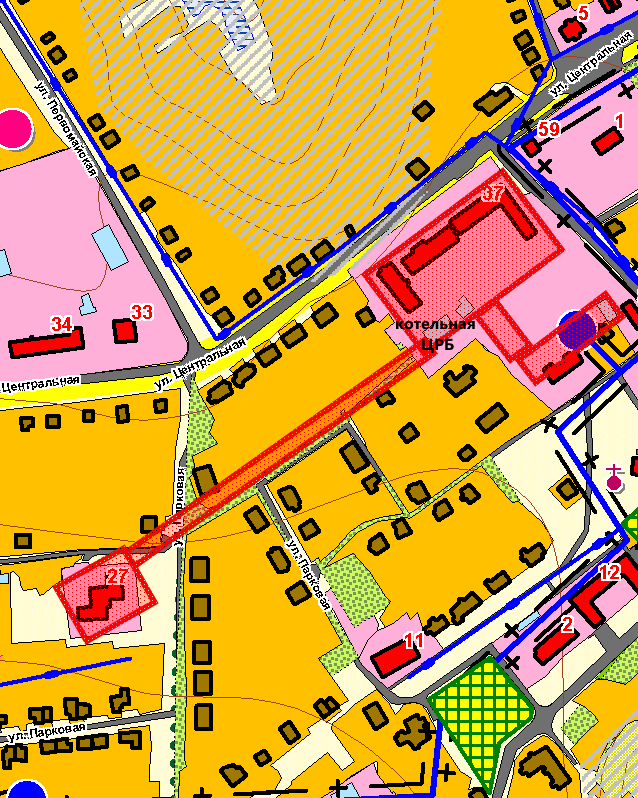 5
ул. Центральная
ул. Первомайская
59
1
37
33
34
котельная
ЦРБ
ул. Центральная
Центральная
ул. Парковая
27
ул. Парковая
12
2
11
ул. Парковая